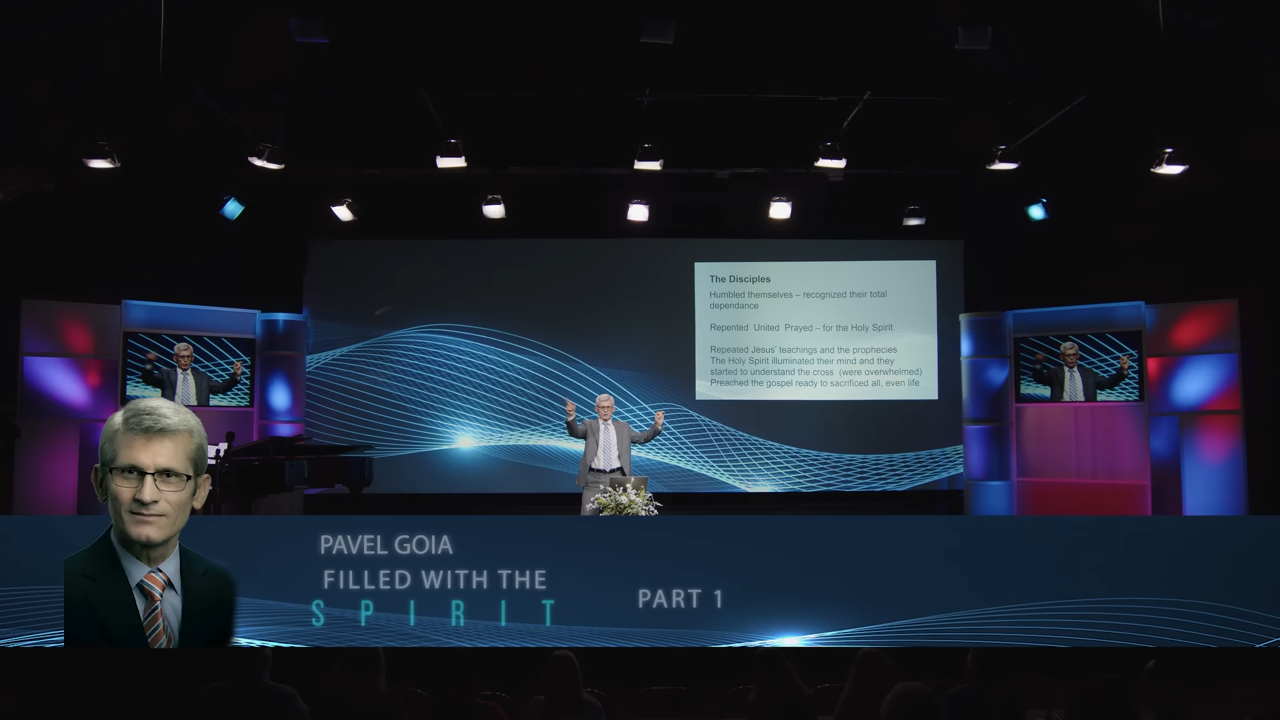 The Disciples
Humbled themselves – recognized their total
dependance
Repented United Prayed – for the Holy Spirit
Repeated Jesus' teachings and the prophecies
The Holy Spirit illuminated their mind and they
started to understand the cross (were overwhelmed)
Preached the gospel ready to sacrificed all, even life
PAVEL GOIA
FILLED WITH THE
SPIRIT
PART 1